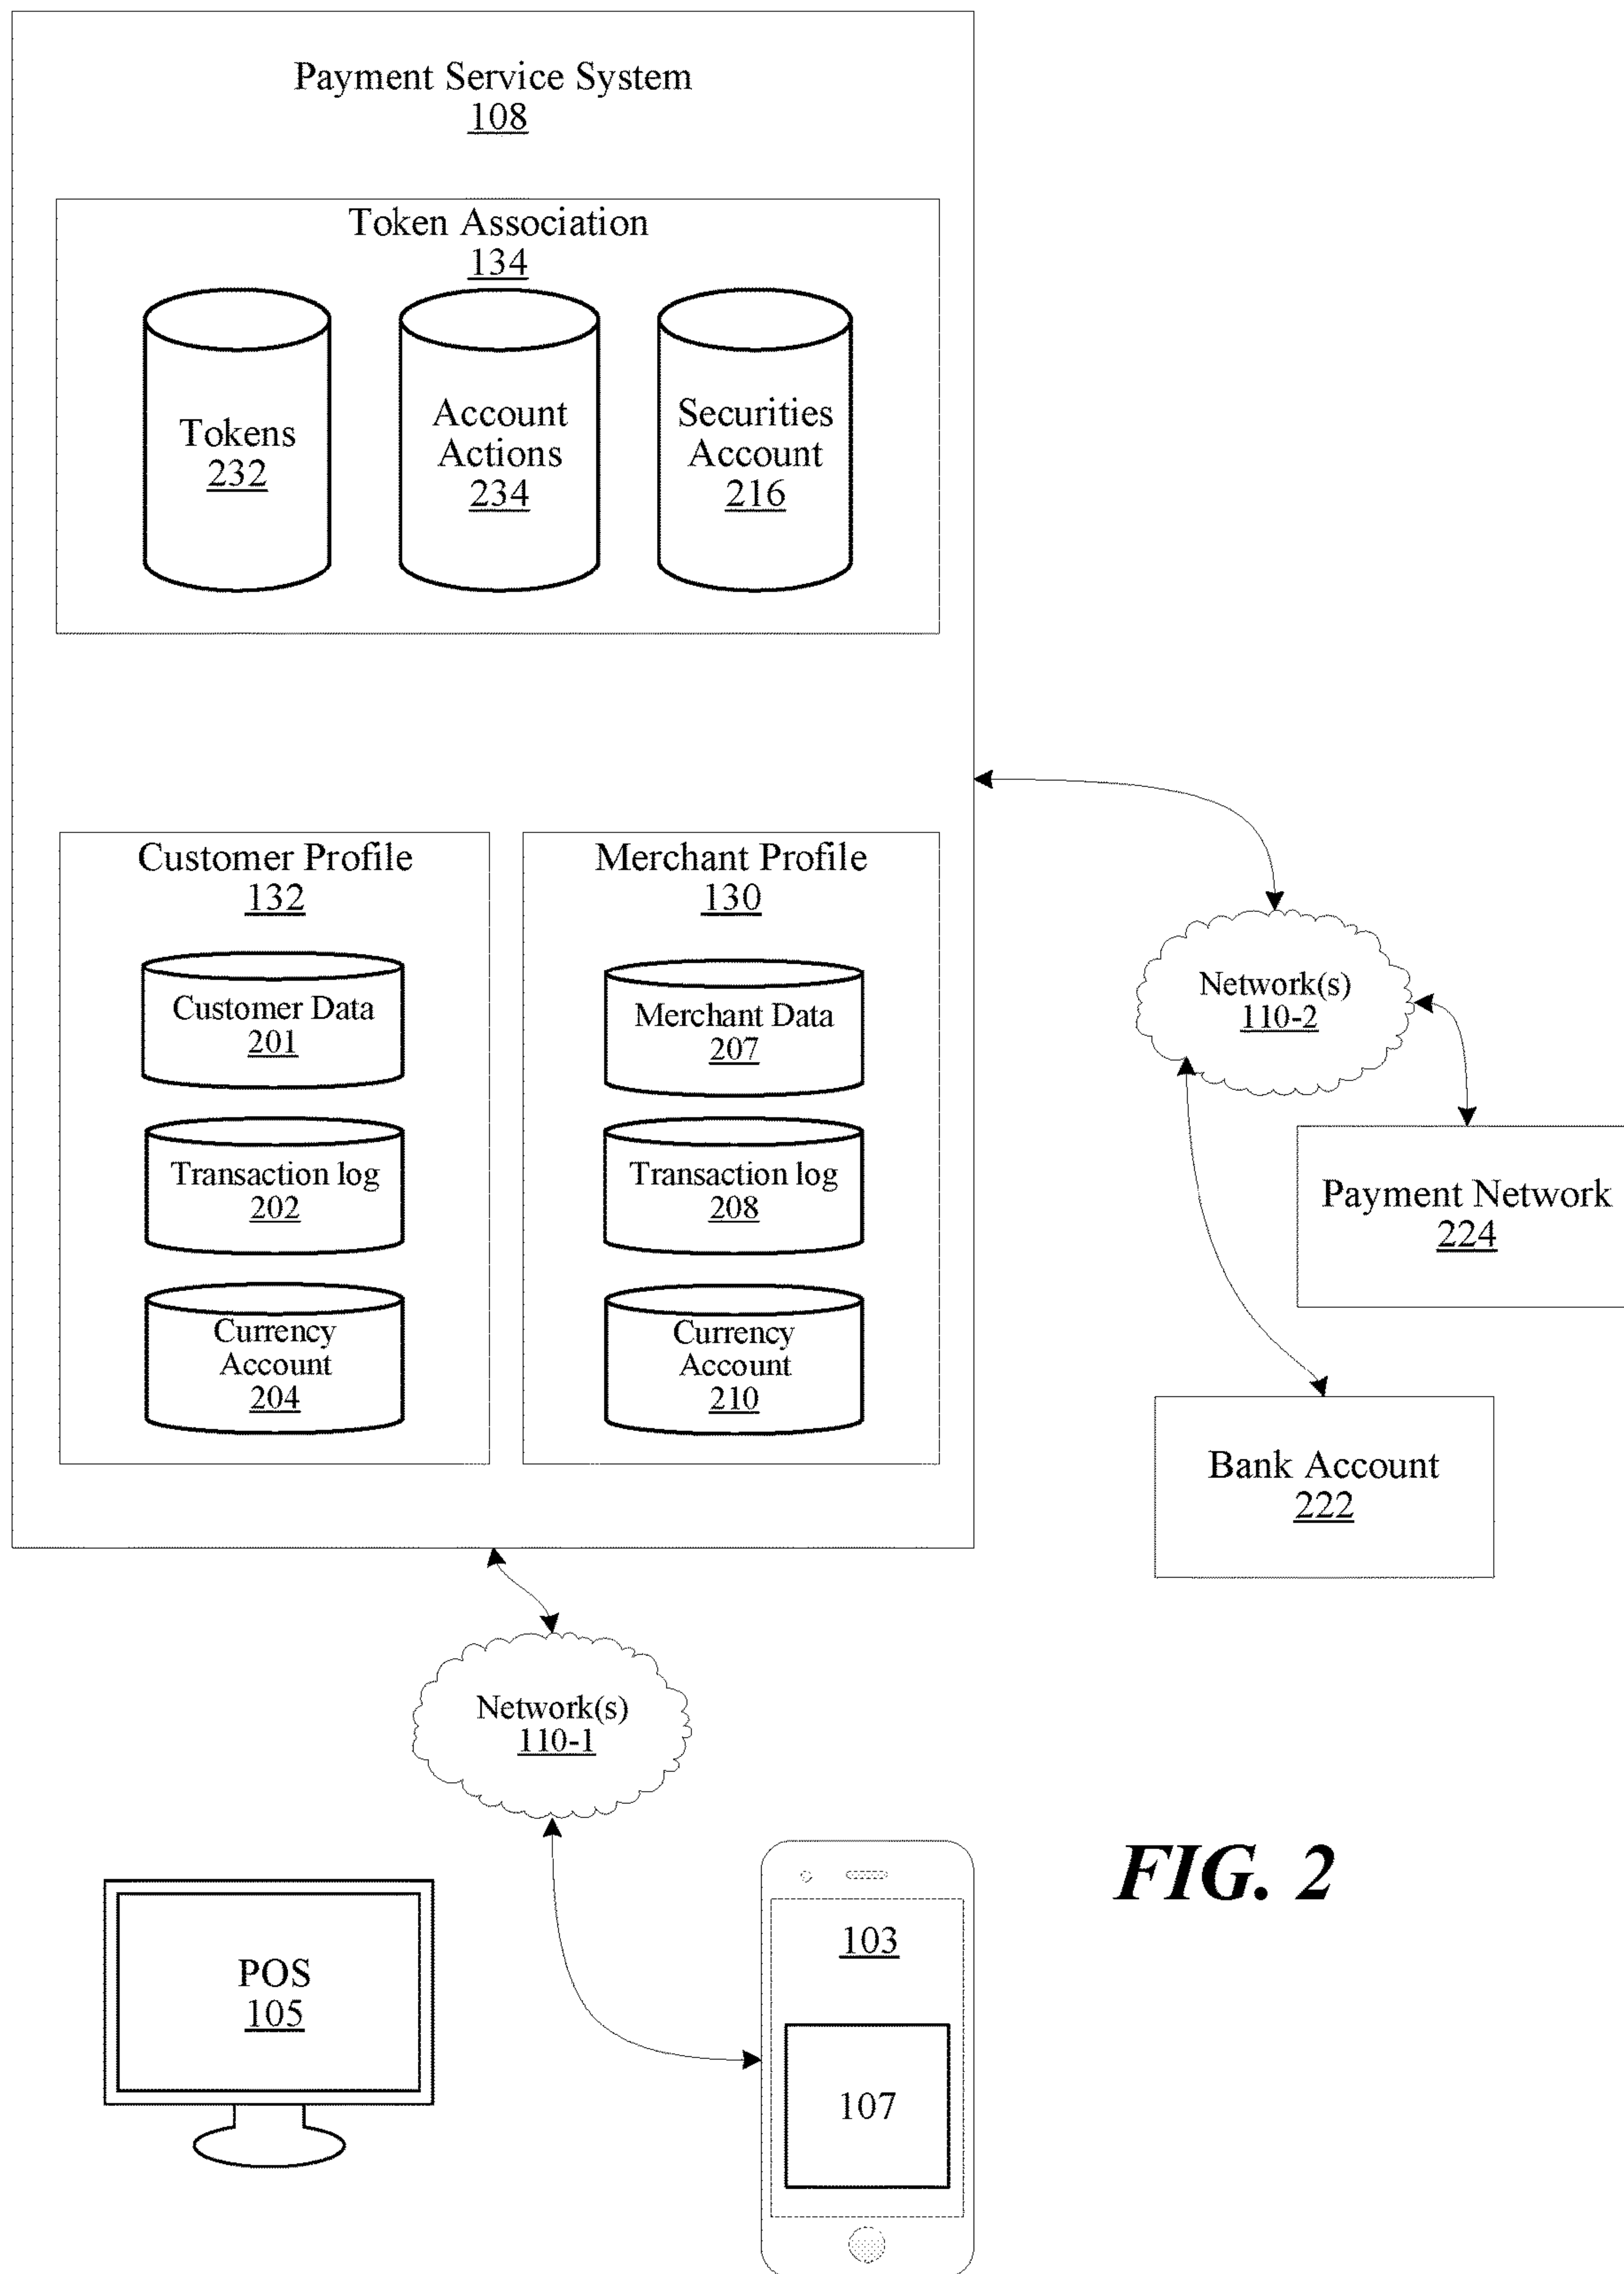 Payment Service System
108
Token Association
134
Tokens
232
Account
Actions
234
Securities
Account
216
Customer Profile
132
Customer Data
201
Transaction log
202
Currency
Account
204
Merchant Profile
130
Merchant Data
207
Transaction log
208
Currency
Account
210
Network(s)
110-2
Payment Network
224
Bank Account
222
Network(s)
110-1
POS
105
103
107
FIG. 2